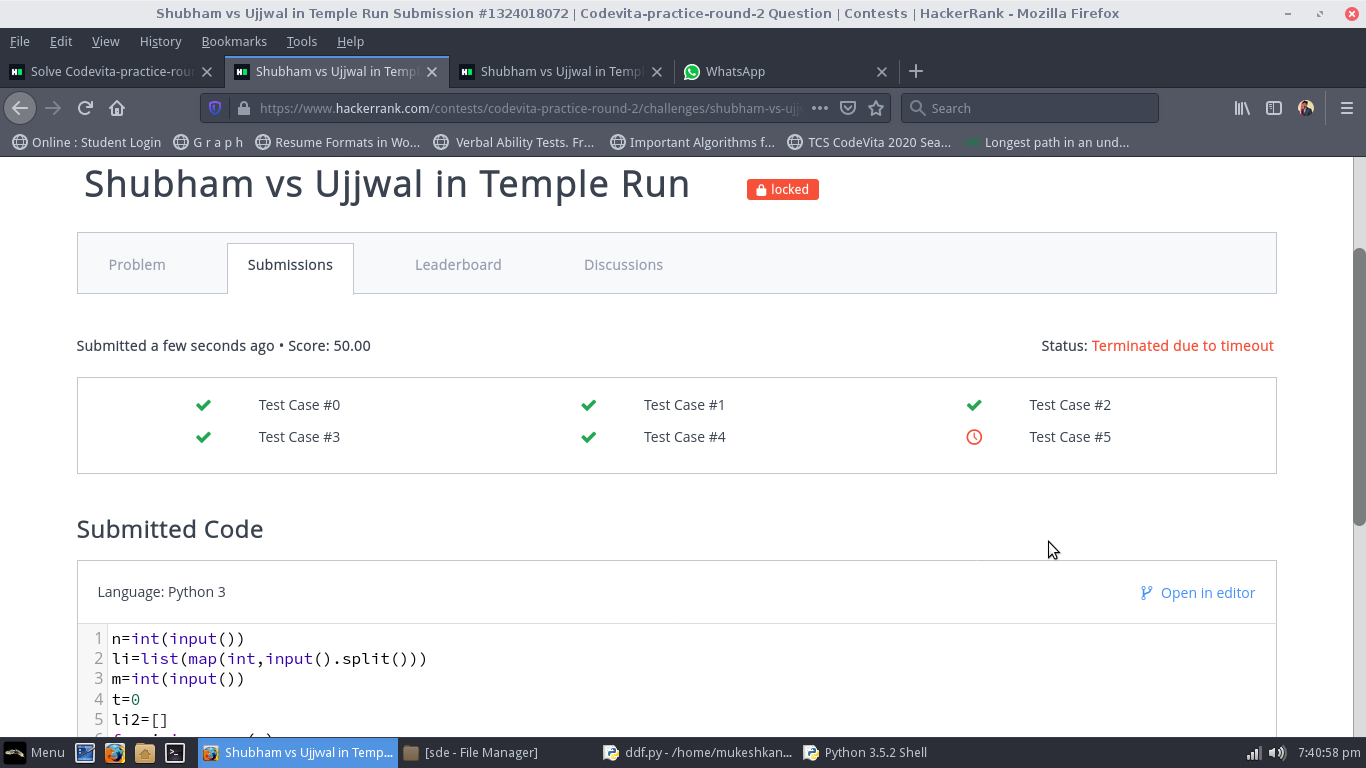 Shubham vs Ujjwal in Temple Run Submission #1324018072 | Codevita-practice-round-2 Question | Contests | HackerRank - Mozilla Firefox
File Edit View History Bookmarks Tools Help
Solve Codevita-practice-rou Shubham vs Ujjwal in Templ Shubham vs Ujjwal in Templ WhatsApp
https://www.hackerrank.com/contests/codevita-practice-round-2/challenges/shubham-vs-uj Search
Online : Student Login G r a p h Resume Formats in Wo... Verbal Ability Tests. Fr... Important Algorithms f... TCS CodeVita 2020 Sea... Longest path in an und...
Shubham vs Ujjwal in Temple Run locked
Problem Submissions Leaderboard Discussions
Submitted a few seconds ago • Score: 50.00 Status: Terminated due to timeout
Test Case #0 Test Case #1 Test Case #2
Test Case #3 Test Case #4 Test Case #5
Submitted Code
Language: Python 3 Open in editor
1 n=int(input())
2 li=list(map(int,input().split()))
3 m=int(input())
4 t=0
5 li2=[]
Menu Shubham vs Ujjwal in Temp... [sde - File Manager] ddf.py - /home/mukeshkan... Python 3.5.2 Shell 7:40:58 pm